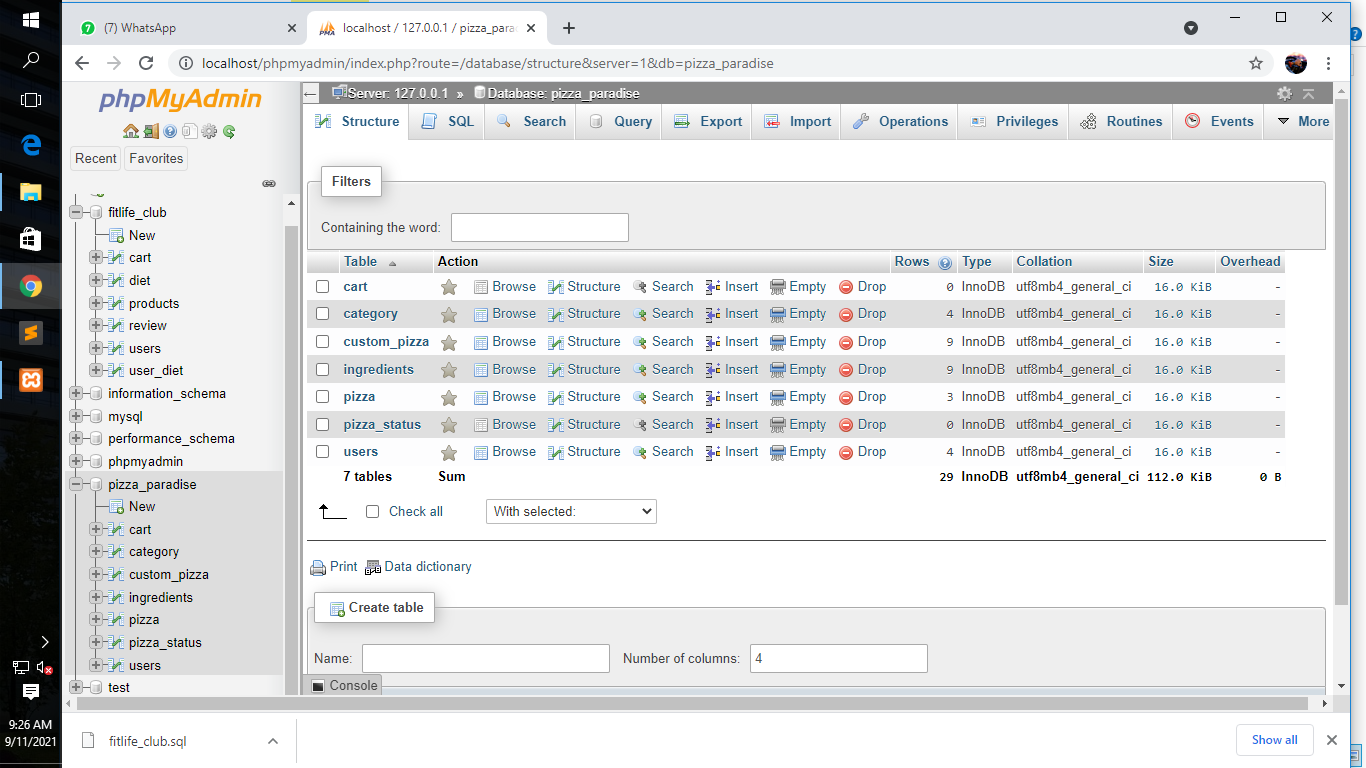 (7) WhatsApp
localhost / 127.0.0.1 / pizza_para
localhost/phpmyadmin/index.php?route=/database/structure&server=1&db=pizza_paradise
phpMyAdmin
Recent Favorites
fitlife_club
New
cart
diet
products
review
users
user_diet
information_schema
mysql
performance_schema
phpmyadmin
pizza_paradise
New
cart
category
custom_pizza
ingredients
pizza
pizza_status
users
test
Server: 127.0.0.1 » Database: pizza_paradise
Structure SQL Search Query Export Import Operations Privileges Routines Events More
Filters
Containing the word:
Table Action Rows Type Collation Size Overhead
cart Browse Structure Search Insert Empty Drop 0 InnoDB utf8mb4_general_ci 16.0 KiB -
category Browse Structure Search Insert Empty Drop 4 InnoDB utf8mb4_general_ci 16.0 KiB -
custom_pizza Browse Structure Search Insert Empty Drop 9 InnoDB utf8mb4_general_ci 16.0 KiB -
ingredients Browse Structure Search Insert Empty Drop 9 InnoDB utf8mb4_general_ci 16.0 KiB -
pizza Browse Structure Search Insert Empty Drop 3 InnoDB utf8mb4_general_ci 16.0 KiB -
pizza_status Browse Structure Search Insert Empty Drop 0 InnoDB utf8mb4_general_ci 16.0 KiB -
users Browse Structure Search Insert Empty Drop 4 InnoDB utf8mb4_general_ci 16.0 KiB -
7 tables Sum 29 InnoDB utf8mb4_general_ci 112.0 KiB 0 B
Check all With selected:
Print Data dictionary
Create table
Name: Number of columns: 4
Console
9:26 AM
9/11/2021
fitlife_club.sql
Show all